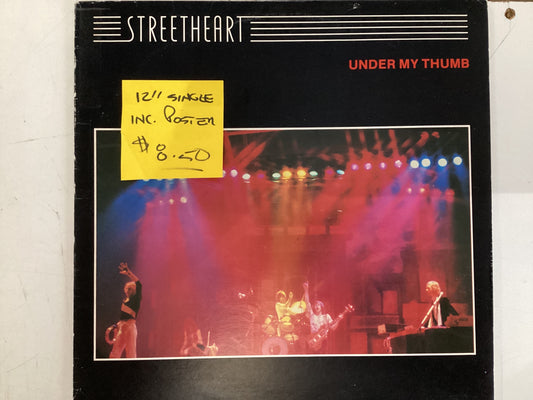 STREETHEART
UNDER MY THUMB
12" SINGLE
INC. POSTER
$8.50